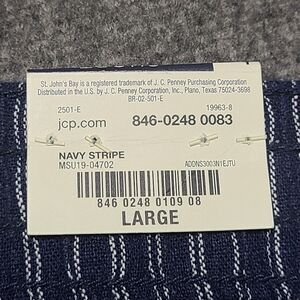 St. John's Bay is a registered trademark of J. C. Penney Purchasing Corporation
Distributed in the U.S. by J. C. Penney Corporation, Inc., Plano, Texas 75024-3698
BR-02-501-E
2501-E 19963-8
jcp.com 846-0248 0083
NAVY STRIPE
MSU19-04702 ADDNS3003N1EJTU
846 0248 0109 08
LARGE